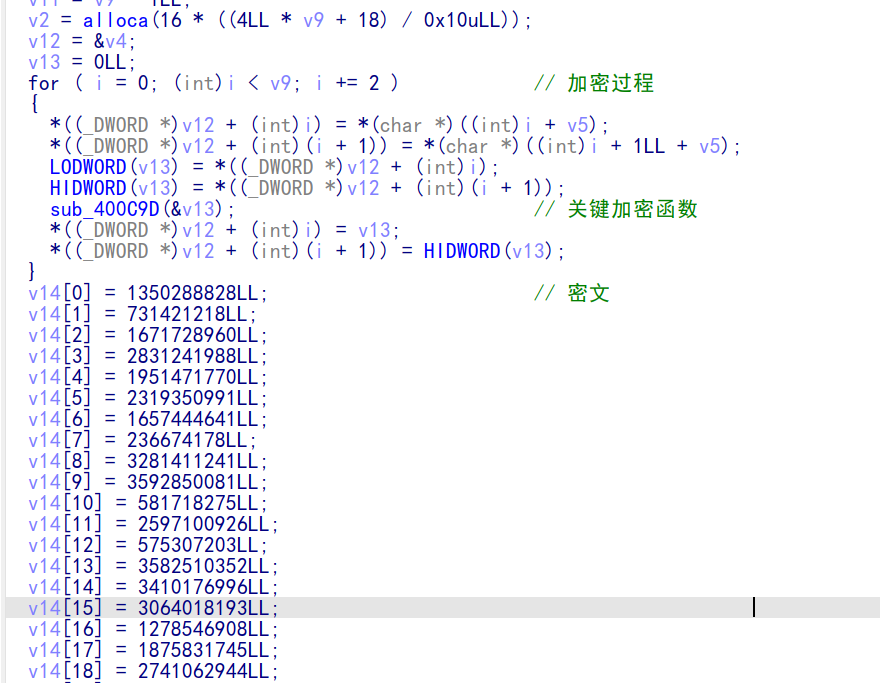 v2 = alloca(16 * ((4LL * v9 + 18) / 0x10uLL));
v12 = &v4;
v13 = 0LL;
for ( i = 0; (int)i < v9; i += 2 ) // 加密过程
{
*((_DWORD *)v12 + (int)i) = *(char *)((int)i + v5);
*((_DWORD *)v12 + (int)(i + 1)) = *(char *)((int)i + 1LL + v5);
LODWORD(v13) = *((_DWORD *)v12 + (int)i);
HIDWORD(v13) = *((_DWORD *)v12 + (int)(i + 1));
sub_400C9D(&v13); // 关键加密函数
*((_DWORD *)v12 + (int)i) = v13;
*((_DWORD *)v12 + (int)(i + 1)) = HIDWORD(v13);
}
v14[0] = 1350288828LL; // 密文
v14[1] = 731421218LL;
v14[2] = 1671728960LL;
v14[3] = 2831241988LL;
v14[4] = 1951471770LL;
v14[5] = 2319350991LL;
v14[6] = 1657444641LL;
v14[7] = 236674178LL;
v14[8] = 3281411241LL;
v14[9] = 3592850081LL;
v14[10] = 581718275LL;
v14[11] = 2597100926LL;
v14[12] = 575307203LL;
v14[13] = 3582510352LL;
v14[14] = 3410176996LL;
v14[15] = 3064018193LL;
v14[16] = 1278546908LL;
v14[17] = 1875831745LL;
v14[18] = 2741062944LL;